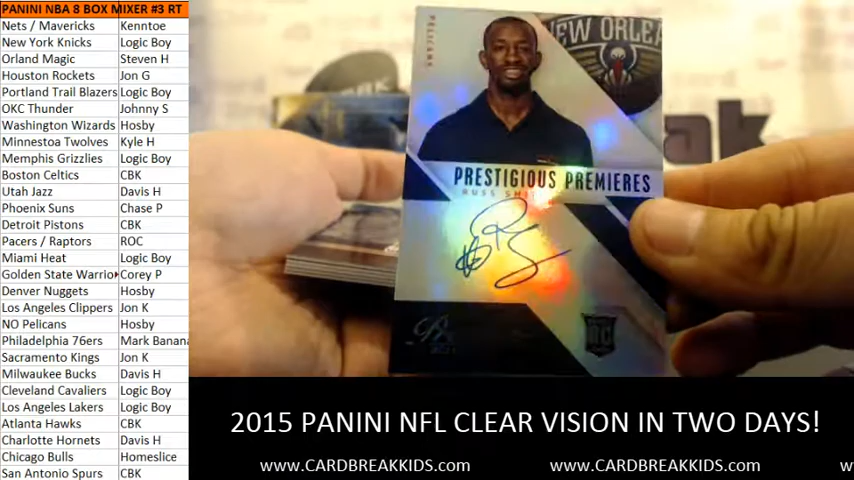 PANINI NBA 8 BOX MIXER #3 RT
Nets / Mavericks Kenntoe
New York Knicks Logic Boy
Orland Magic Steven H
Houston Rockets Jon G
Portland Trail Blazers Logic Boy
OKC Thunder Johnny S
Washington Wizards Hosby
Minnestoa Twolves Kyle H
Memphis Grizzlies Logic Boy
Boston Celtics CBK
Utah Jazz Davis H
Phoenix Suns Chase P
Detroit Pistons CBK
Pacers / Raptors ROC
Miami Heat Logic Boy
Golden State Warrio Corey P
Denver Nuggets Hosby
Los Angeles Clippers Jon K
NO Pelicans Hosby
Philadelphia 76ers Mark Banana
Sacramento Kings Jon K
Milwaukee Bucks Davis H
Cleveland Cavaliers Logic Boy
Los Angeles Lakers Logic Boy
Atlanta Hawks CBK
Charlotte Hornets Davis H
Chicago Bulls Homeslice
San Antonio Spurs CBK
PELICANS
NEW ORLEA
PRESTIGIOUS PREMIERES
RUSS SMI
RC
2015 PANINI NFL CLEAR VISION IN TWO DAYS!
www.CARDBREAKKIDS.com www.CARDBREAKKIDS.com w